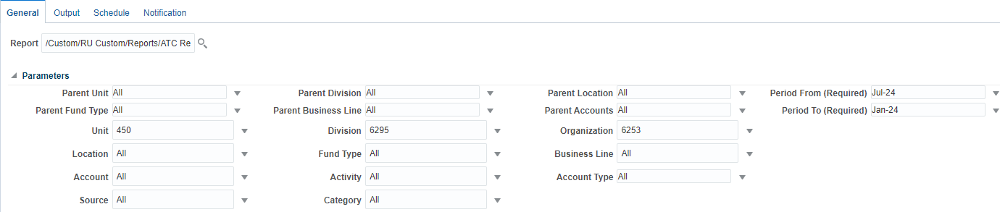 General Output Schedule Notification
Report /Custom/RU Custom/Reports/ATC Re
Parameters
Parent Unit All Parent Division All Parent Location All Period From (Required) Jul-24
Parent Fund Type All Parent Business Line All Parent Accounts All Period To (Required) Jan-24
Unit 450 Division 6295 Organization 6253
Location All Fund Type All Business Line All
Account All Activity All Account Type All
Source All Category All